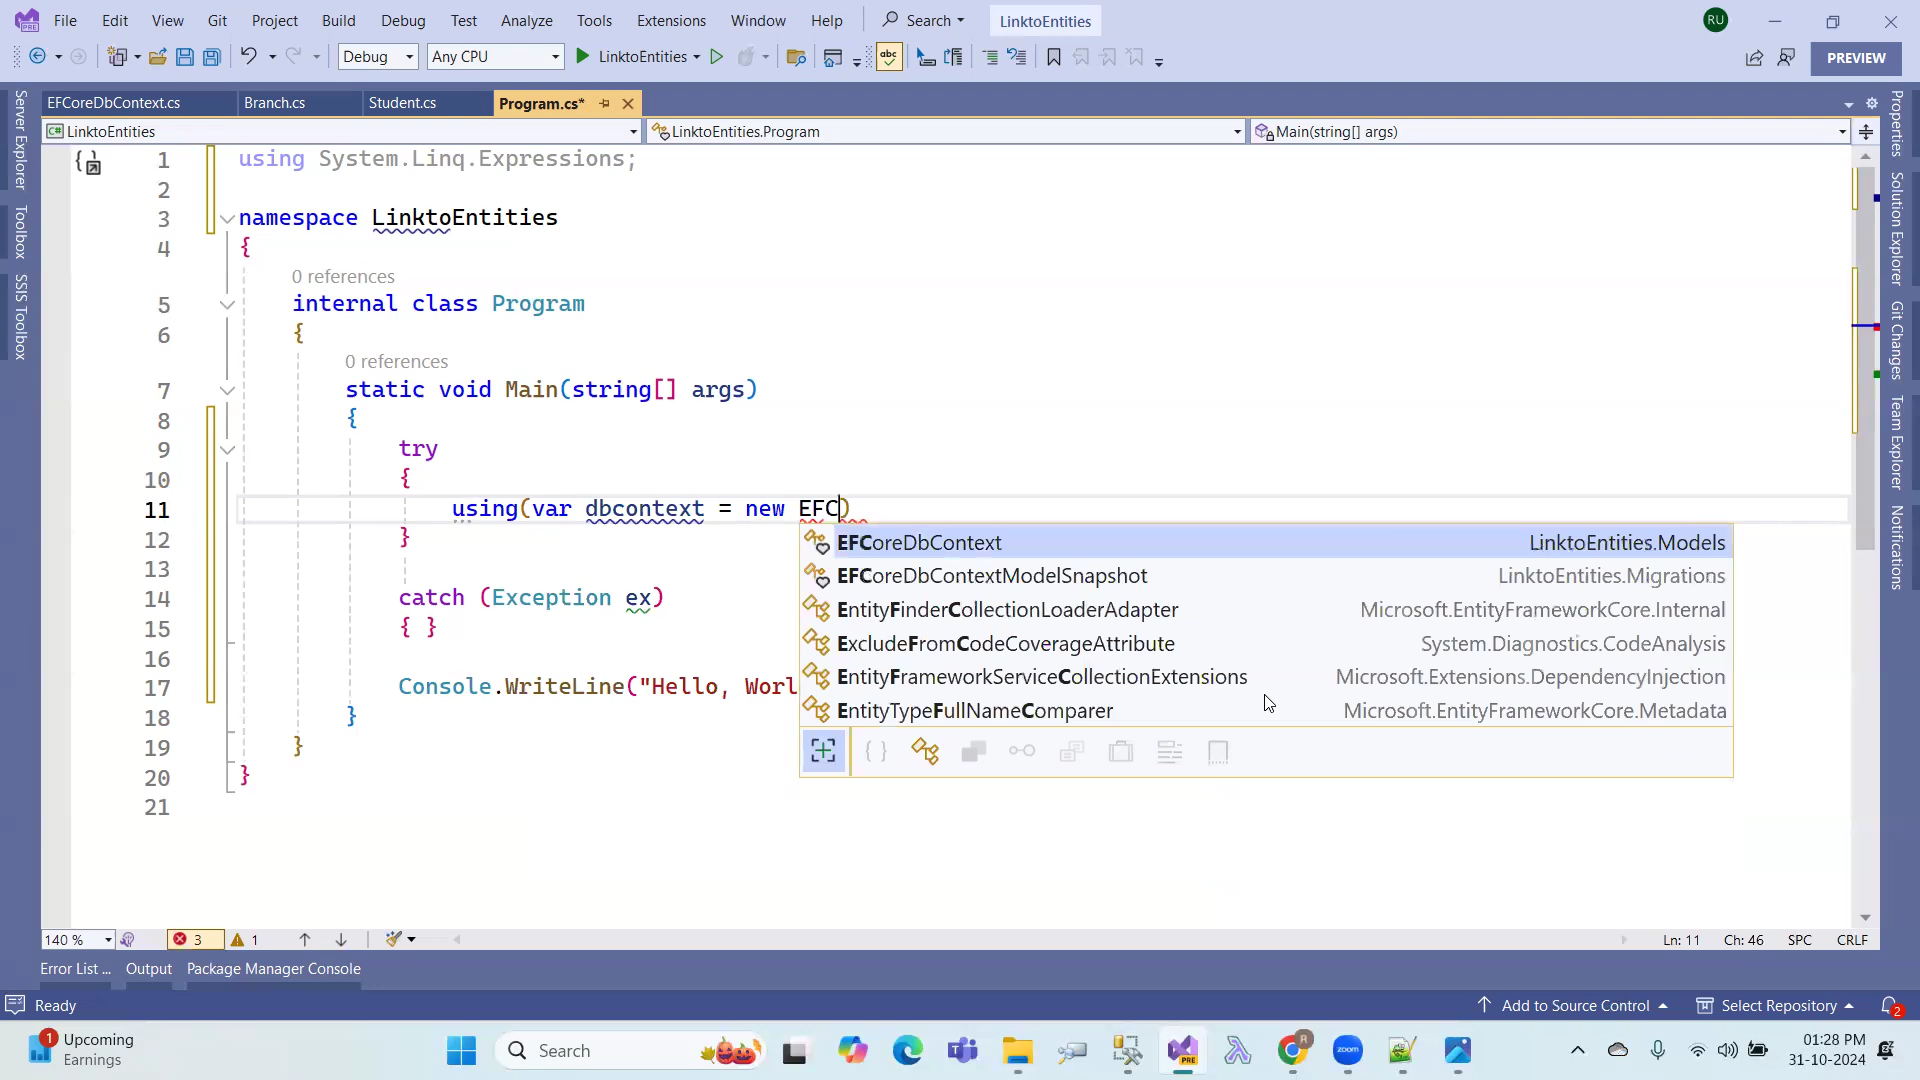 File Edit View Git Project Build Debug Test Analyze Tools Extensions Window Help Search LinktoEntities RU
Debug Any CPU LinktoEntities abc PREVIEW
EFCoreDbContext.cs Branch.cs Student.cs Program.cs*
C# LinktoEntities LinktoEntities.Program Main(string[] args)
1 using System.Linq.Expressions;
2
3 namespace LinktoEntities
4 {
0 references
5 internal class Program
6 {
0 references
7 static void Main(string[] args)
8 {
9 try
10 {
11 using(var dbcontext = new EFC)
12 }
13
14 catch (Exception ex)
15 { }
16
17 Console.WriteLine("Hello, Worl
18 }
19 }
20 }
21
EFCoreDbContext LinktoEntities.Models
EFCoreDbContextModelSnapshot LinktoEntities.Migrations
EntityFinderCollectionLoaderAdapter Microsoft.EntityFrameworkCore.Internal
ExcludeFromCodeCoverageAttribute System.Diagnostics.CodeAnalysis
EntityFrameworkServiceCollectionExtensions Microsoft.Extensions.DependencyInjection
EntityTypeFullNameComparer Microsoft.EntityFrameworkCore.Metadata
Server Explorer
Toolbox
SSIS Toolbox
Properties
Solution Explorer
Git Changes
Team Explorer
Notifications
140 % 3 1 Ln: 11 Ch: 46 SPC CRLF
Error List ... Output Package Manager Console
Ready Add to Source Control Select Repository 2
1 Upcoming
Earnings
Search
PRE
zoom
01:28 PM
31-10-2024